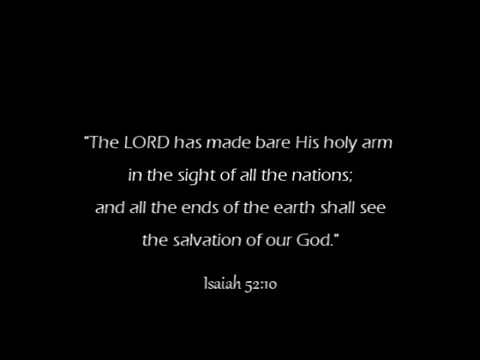 "The LORD has made bare His holy arm
in the sight of all the nations;
and all the ends of the earth shall see
the salvation of our God."
Isaiah 52:10